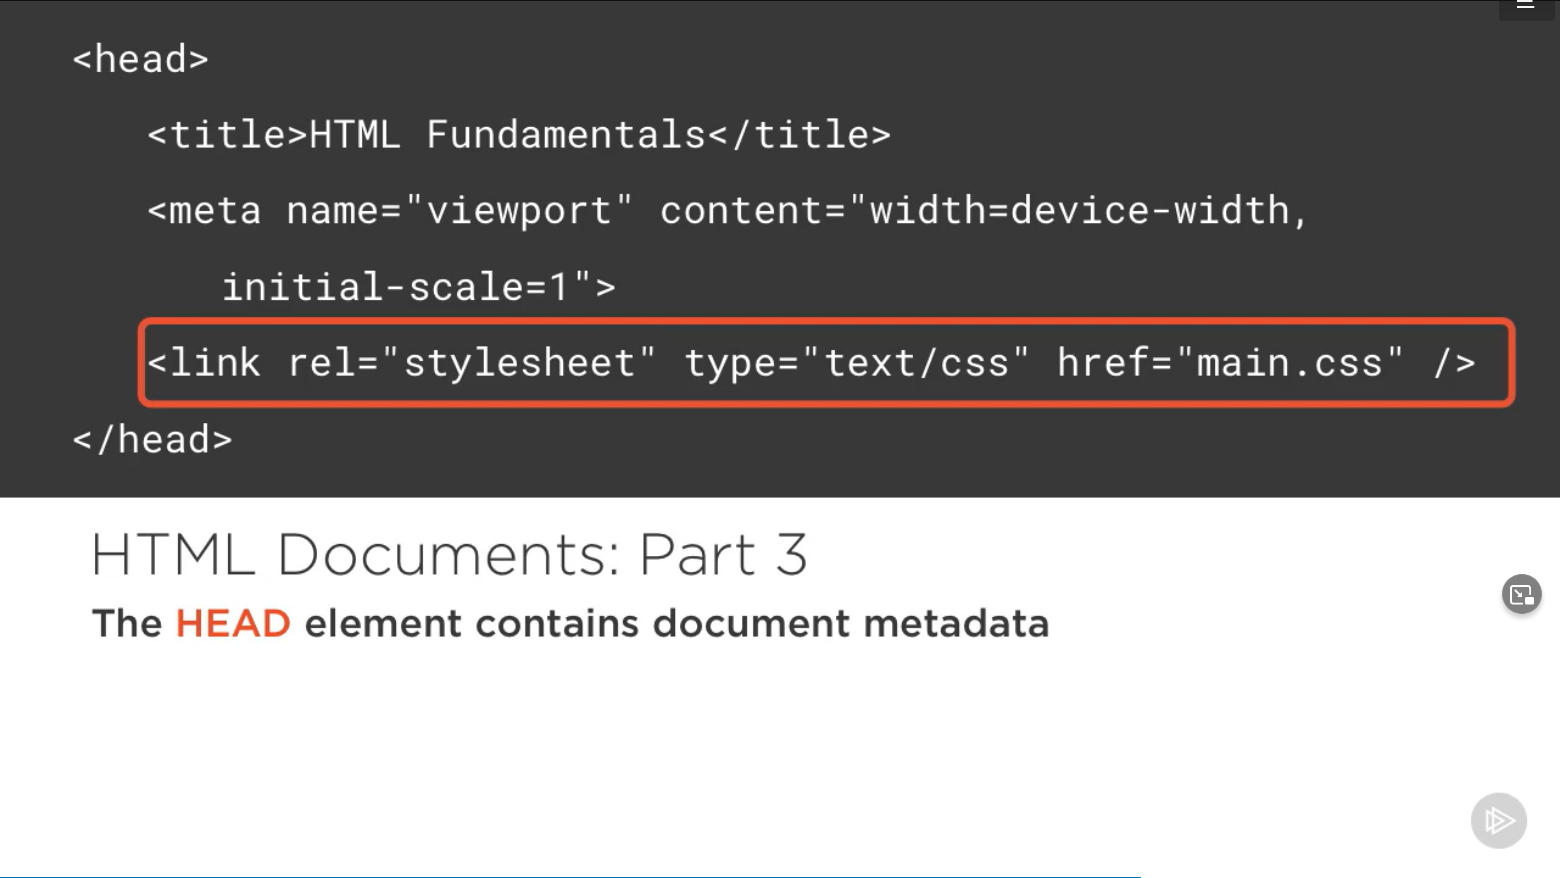 <head>
<title>HTML Fundamentals</title>
<meta name="viewport" content="width=device-width,
initial-scale=1">
<link rel="stylesheet" type="text/css" href="main.css" />
</head>
HTML Documents: Part 3
The HEAD element contains document metadata